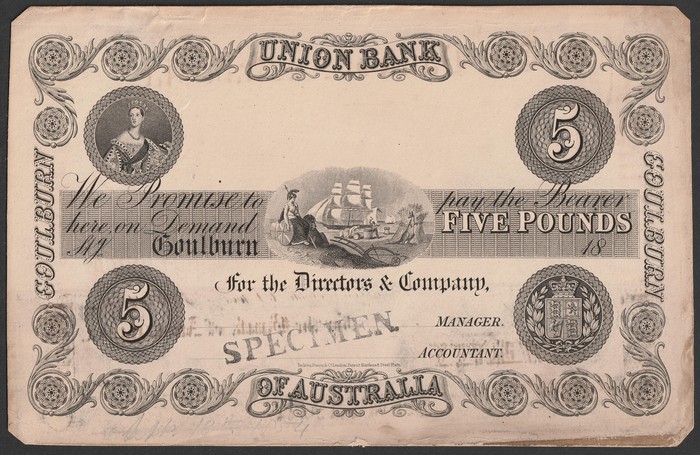 UNION BANK
GOULBURN
5
GOULBURN
We Promise to pay the Bearer
here, on Demand FIVE POUNDS
Goulburn 18
For the Directors & Company,
5
MANAGER.
SPECIMEN
ACCOUNTANT.
OF AUSTRALIA